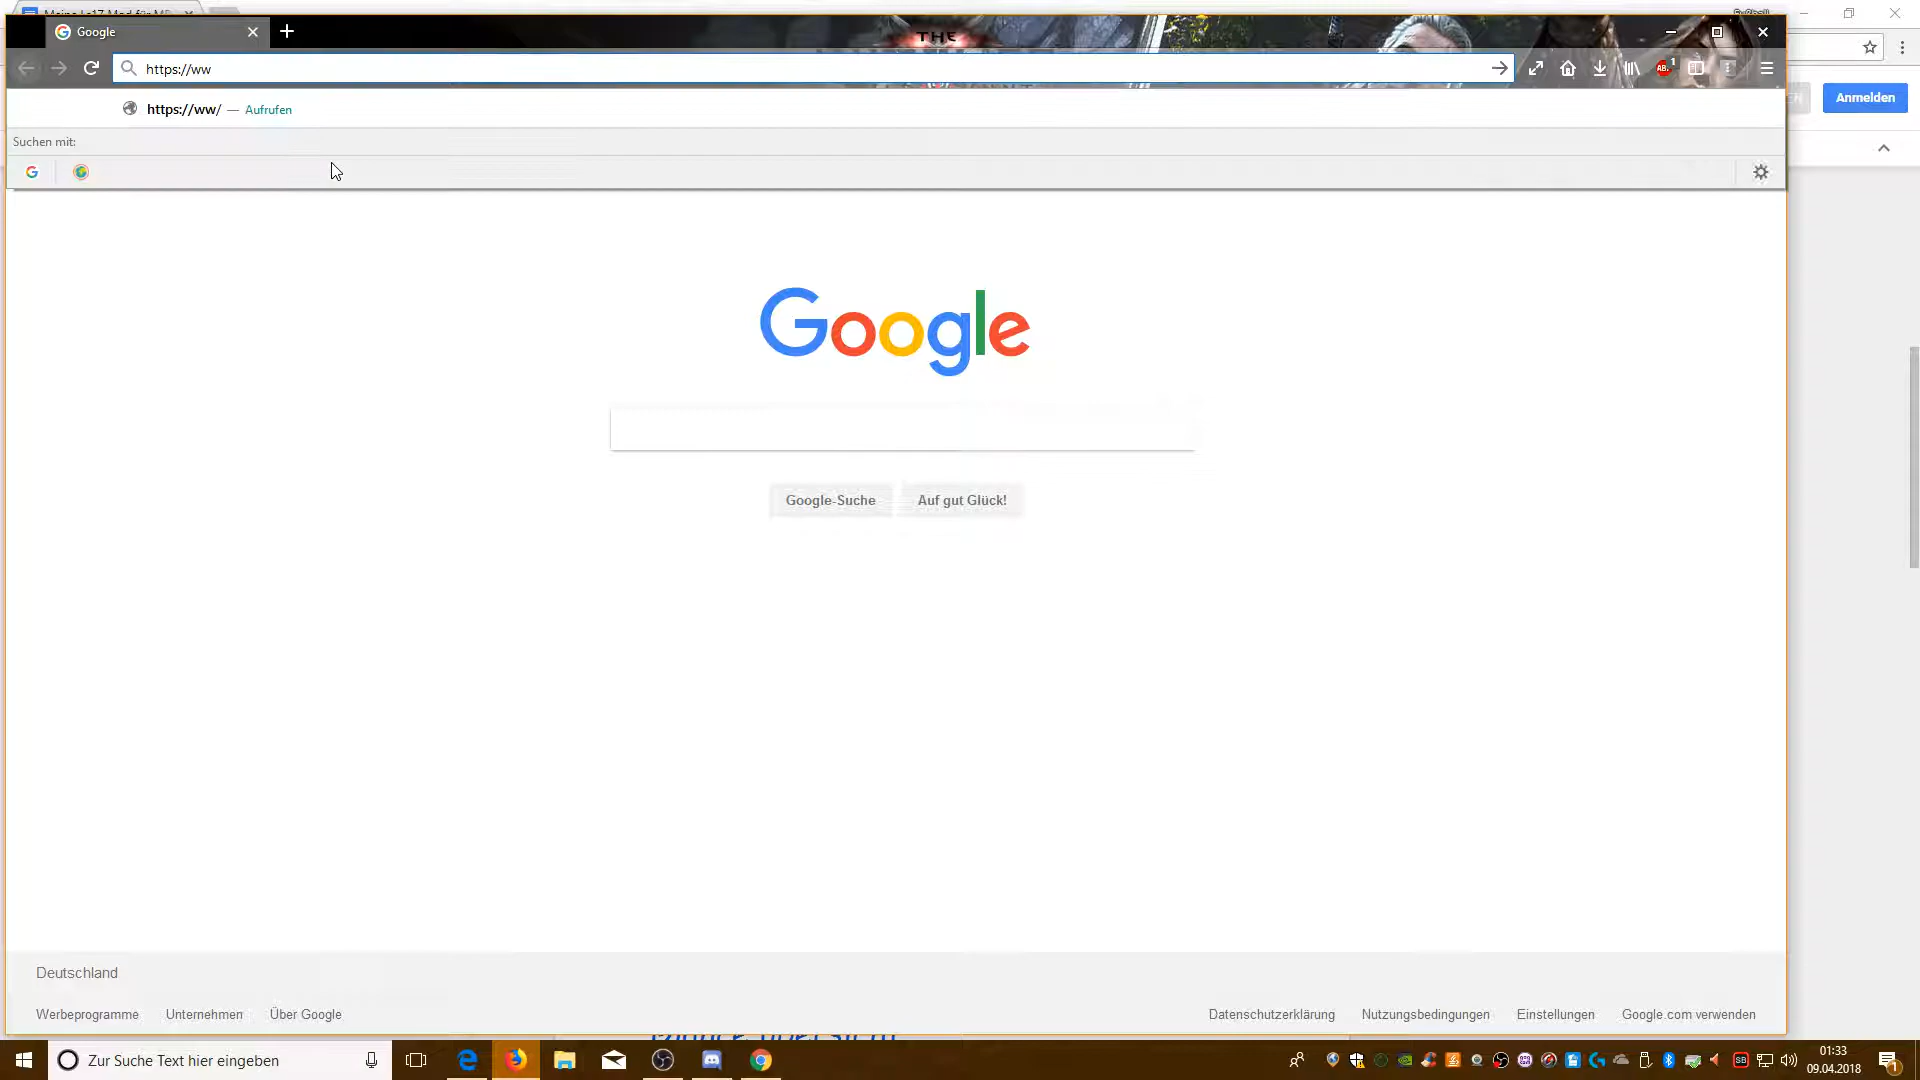 Google
THE
https://ww
https://ww/ — Aufrufen
Anmelden
Suchen mit:
Google
Google-Suche
Auf gut Glück!
Deutschland
Werbeprogramme
Unternehmen
Über Google
Datenschutzerklärung
Nutzungsbedingungen
Einstellungen
Google.com verwenden
Zur Suche Text hier eingeben
01:33
09.04.2018